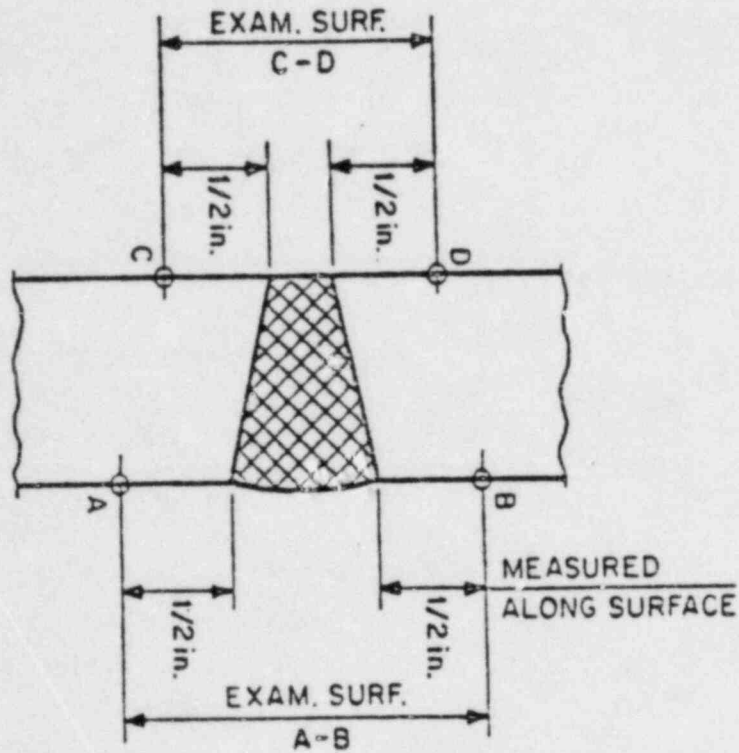 EXAM. SURF.
C-D
1/2 in.
1/2 in.
C
D
A
B
1/2 in.
1/2 in.
MEASURED
ALONG SURFACE
EXAM. SURF.
A-B